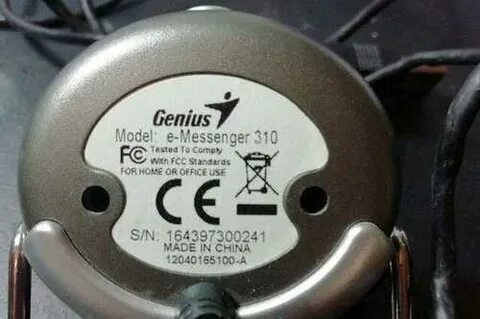 Genius
Model: e-Messenger 310
FC Tested To Comply
With FCC Standards
FOR HOME OR OFFICE USE
CE
S/N: 164397300241
MADE IN CHINA
12040165100-A